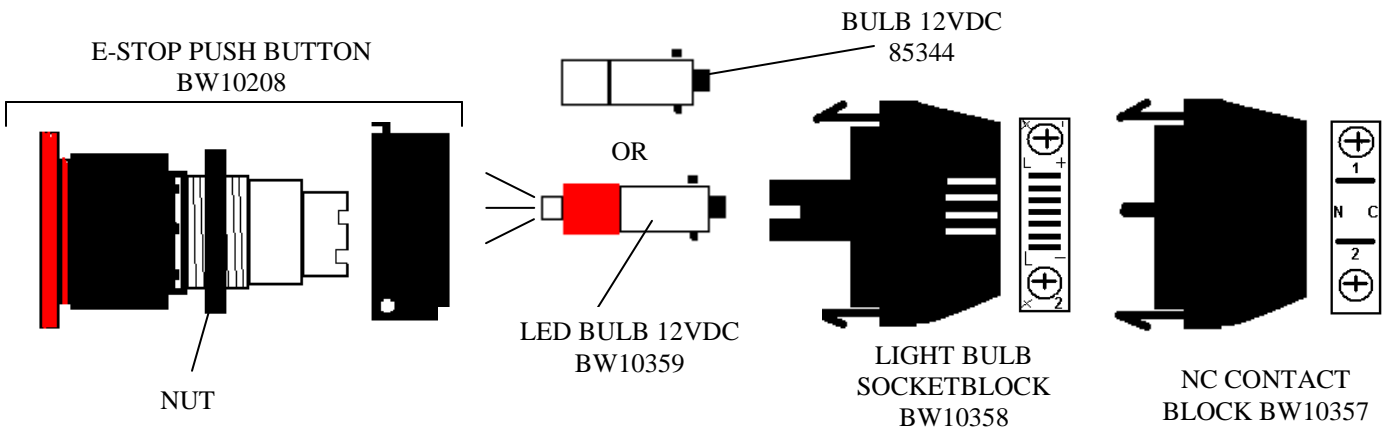 E-STOP PUSH BUTTON
BW10208
BULB 12VDC
85344
OR
LED BULB 12VDC
BW10359
NUT
LIGHT BULB
SOCKETBLOCK
BW10358
X 1
L +
L −
X 2
NC CONTACT
BLOCK BW10357
1
N C
2